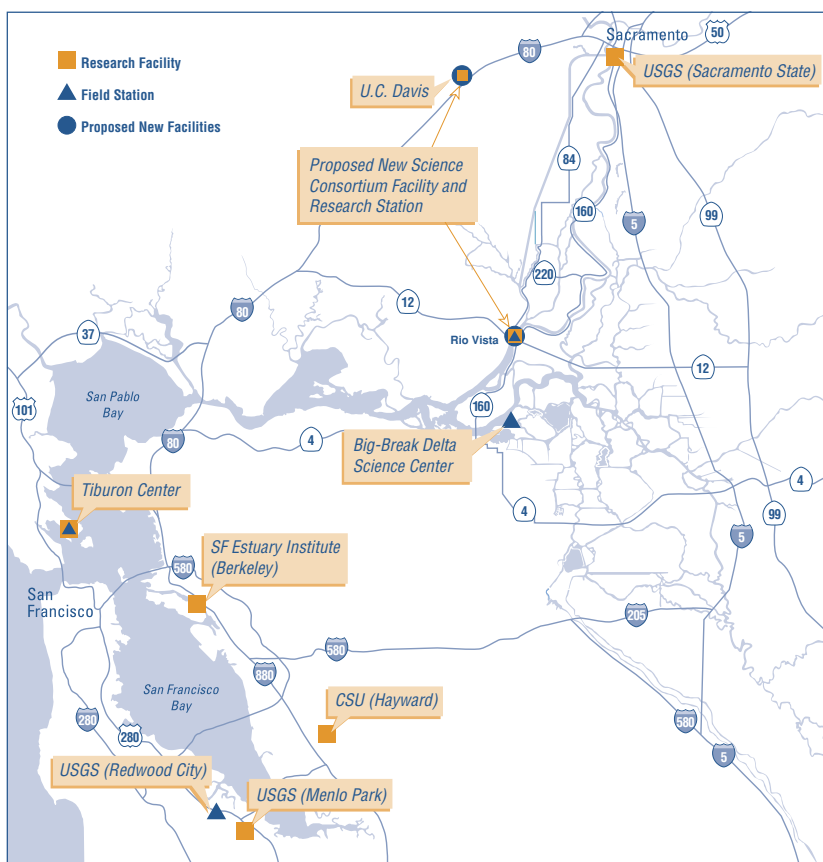 Research Facility
Field Station
Proposed New Facilities
Sacramento
50
80
USGS (Sacramento State)
U.C. Davis
Proposed New Science
Consortium Facility and
Research Station
84
160
5
99
220
12
80
37
Rio Vista
12
101
San Pablo
Bay
160
80
4
Big-Break Delta
Science Center
4
Tiburon Center
4
99
5
SF Estuary Institute
(Berkeley)
580
San
Francisco
205
580
880
San Francisco
Bay
CSU (Hayward)
280
280
580
5
USGS (Redwood City)
USGS (Menlo Park)